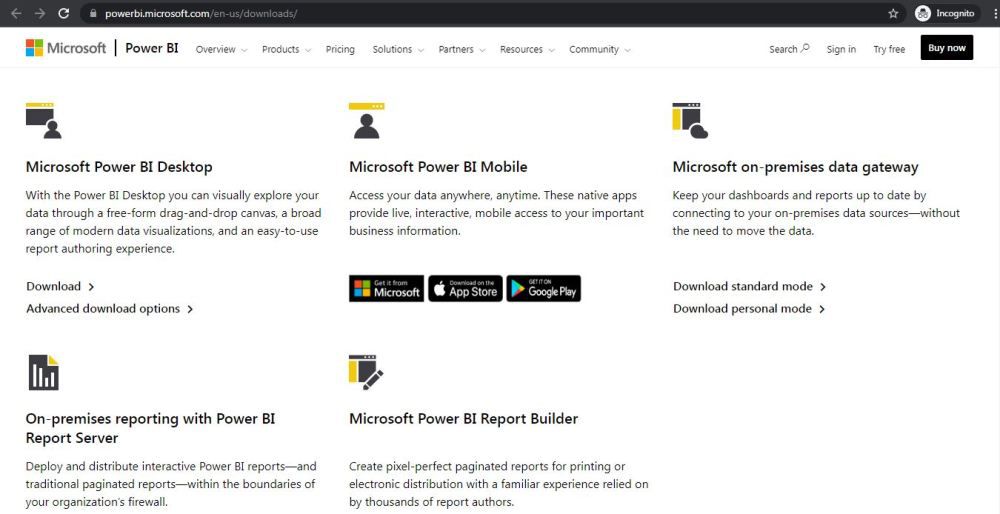 powerbi.microsoft.com/en-us/downloads/
Incognito
Microsoft | Power BI Overview Products Pricing Solutions Partners Resources Community Search Sign in Try free Buy now
Microsoft Power BI Desktop
With the Power BI Desktop you can visually explore your
data through a free-form drag-and-drop canvas, a broad
range of modern data visualizations, and an easy-to-use
report authoring experience.
Download
Advanced download options
Microsoft Power BI Mobile
Access your data anywhere, anytime. These native apps
provide live, interactive, mobile access to your important
business information.
Get it from
Microsoft
Download on the
App Store
GET IT ON
Google Play
Microsoft on-premises data gateway
Keep your dashboards and reports up to date by
connecting to your on-premises data sources—without
the need to move the data.
Download standard mode
Download personal mode
On-premises reporting with Power BI
Report Server
Deploy and distribute interactive Power BI reports—and
traditional paginated reports—within the boundaries of
your organization's firewall.
Microsoft Power BI Report Builder
Create pixel-perfect paginated reports for printing or
electronic distribution with a familiar experience relied on
by thousands of report authors.